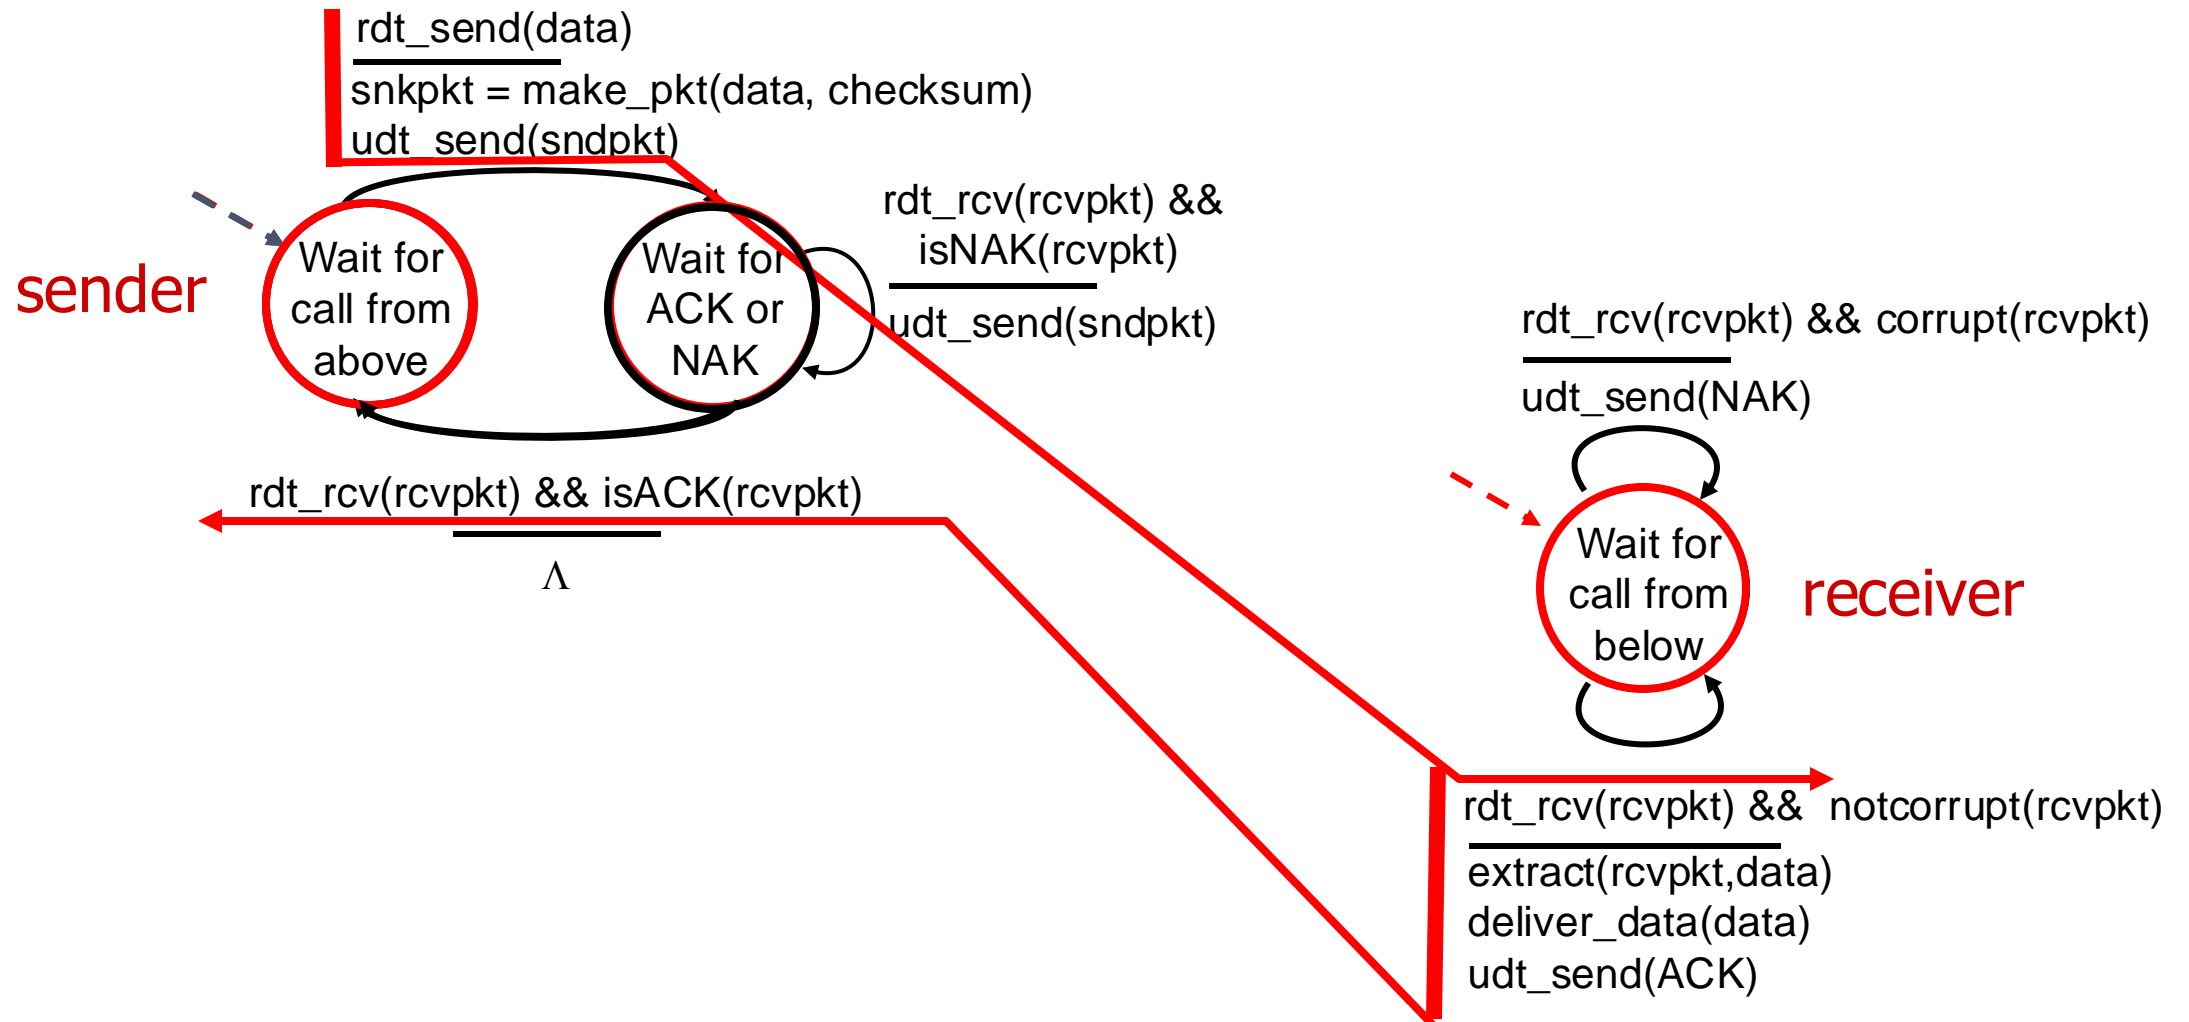 rdt_send(data)
snkpkt = make_pkt(data, checksum)
udt_send(sndpkt)
sender
Wait for
call from
above
Wait for
ACK or
NAK
rdt_rcv(rcvpkt) &&
isNAK(rcvpkt)
udt_send(sndpkt)
rdt_rcv(rcvpkt) && isACK(rcvpkt)
Λ
rdt_rcv(rcvpkt) && corrupt(rcvpkt)
udt_send(NAK)
Wait for
call from
below
receiver
rdt_rcv(rcvpkt) && notcorrupt(rcvpkt)
extract(rcvpkt,data)
deliver_data(data)
udt_send(ACK)